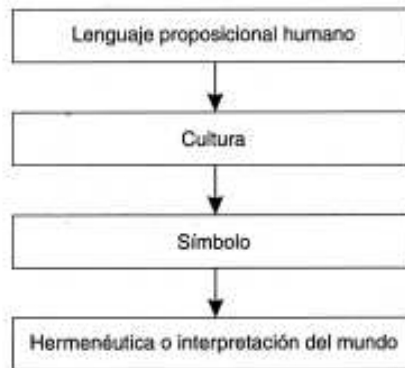 Lenguaje proposicional humano
Cultura
Símbolo
Hermenéutica o interpretación del mundo